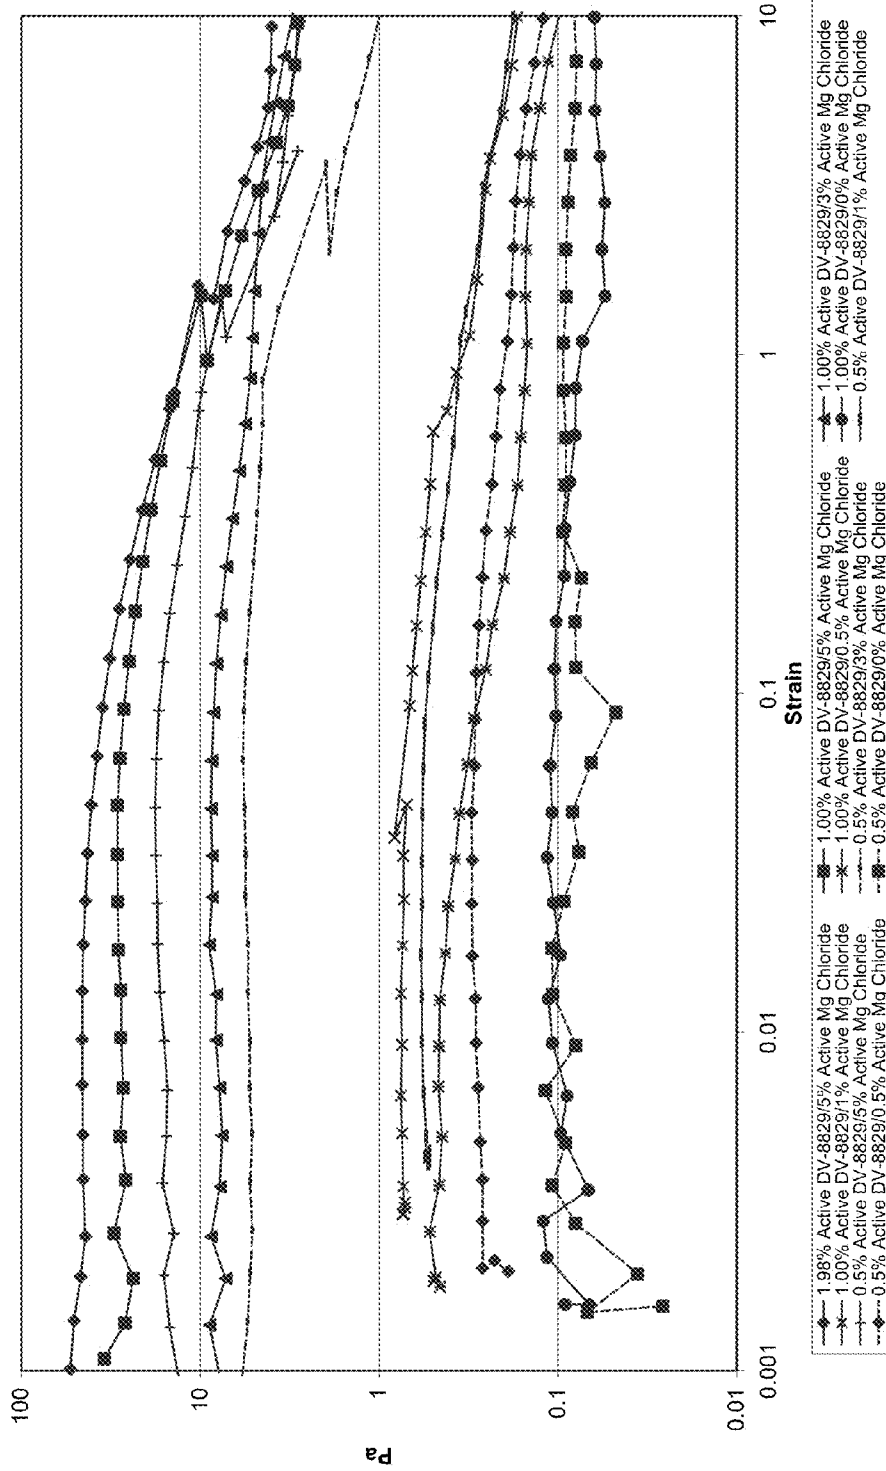 100
10
1
0.1
0.01
Pa
0.001
0.01
0.1
1
10
Strain
1.98% Active DV-8829/5% Active Mg Chloride
1.00% Active DV-8829/5% Active Mg Chloride
1.00% Active DV-8829/3% Active Mg Chloride
1.00% Active DV-8829/1% Active Mg Chloride
1.00% Active DV-8829/0.5% Active Mg Chloride
1.00% Active DV-8829/0% Active Mg Chloride
0.5% Active DV-8829/5% Active Mg Chloride
0.5% Active DV-8829/3% Active Mg Chloride
0.5% Active DV-8829/1% Active Mg Chloride
0.5% Active DV-8829/0.5% Active Mg Chloride
0.5% Active DV-8829/0% Active Mg Chloride